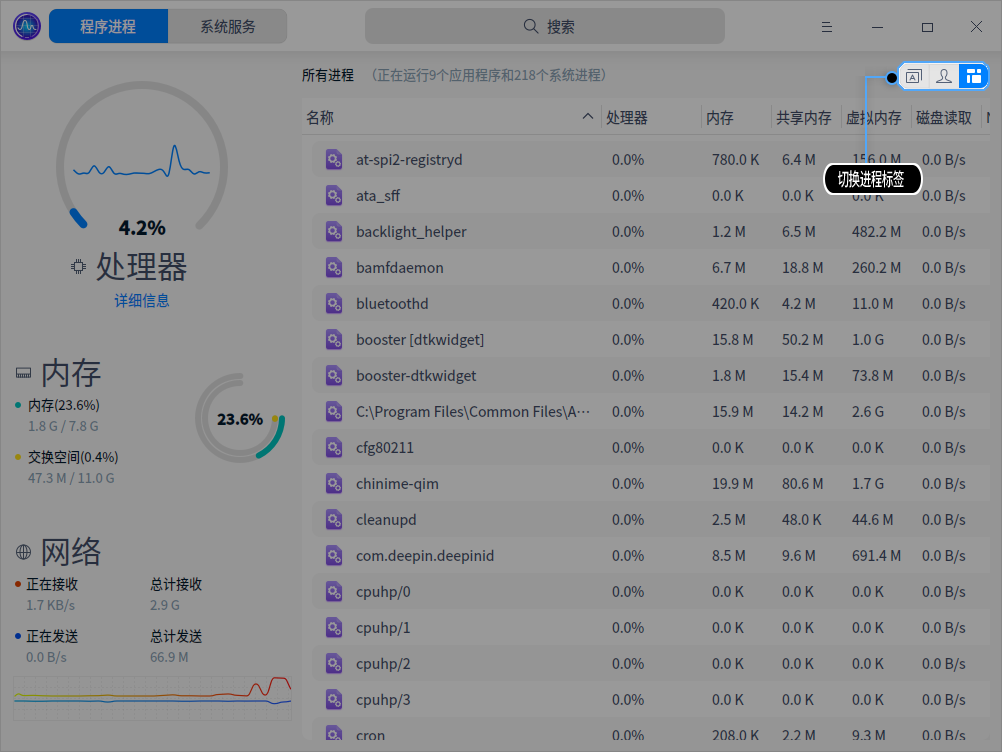 程序进程 系统服务 搜索
所有进程 （正在运行9个应用程序和218个系统进程）
名称 处理器 内存 共享内存 虚拟内存 磁盘读取
切换进程标签
at-spi2-registryd 0.0% 780.0 K 6.4 M 156.0 M 0.0 B/s
ata_sff 0.0% 0.0 K 0.0 K 0.0 K 0.0 B/s
backlight_helper 0.0% 1.2 M 6.5 M 482.2 M 0.0 B/s
bamfdaemon 0.0% 6.7 M 18.8 M 260.2 M 0.0 B/s
bluetoothd 0.0% 420.0 K 4.2 M 11.0 M 0.0 B/s
booster [dtkwidget] 0.0% 15.8 M 50.2 M 1.0 G 0.0 B/s
booster-dtkwidget 0.0% 1.8 M 15.4 M 73.8 M 0.0 B/s
C:\Program Files\Common Files\A··· 0.0% 15.9 M 14.2 M 2.6 G 0.0 B/s
cfg80211 0.0% 0.0 K 0.0 K 0.0 K 0.0 B/s
chinime-qim 0.0% 19.9 M 80.6 M 1.7 G 0.0 B/s
cleanupd 0.0% 2.5 M 48.0 K 44.6 M 0.0 B/s
com.deepin.deepinid 0.0% 8.5 M 9.6 M 691.4 M 0.0 B/s
cpuhp/0 0.0% 0.0 K 0.0 K 0.0 K 0.0 B/s
cpuhp/1 0.0% 0.0 K 0.0 K 0.0 K 0.0 B/s
cpuhp/2 0.0% 0.0 K 0.0 K 0.0 K 0.0 B/s
cpuhp/3 0.0% 0.0 K 0.0 K 0.0 K 0.0 B/s
cron 0.0% 208.0 K 2.2 M 9.3 M 0.0 B/s
4.2%
处理器
详细信息
内存
内存(23.6%)
1.8 G / 7.8 G
23.6%
交换空间(0.4%)
47.3 M / 11.0 G
网络
正在接收 总计接收
1.7 KB/s 2.9 G
正在发送 总计发送
0.0 B/s 66.9 M